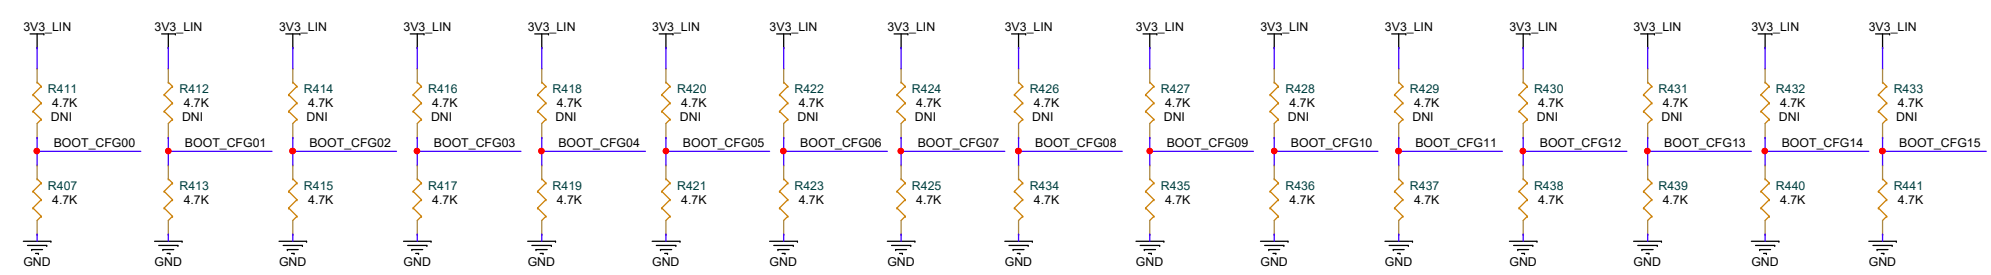 3V3_LIN 3V3_LIN 3V3_LIN 3V3_LIN 3V3_LIN 3V3_LIN 3V3_LIN 3V3_LIN 3V3_LIN 3V3_LIN 3V3_LIN 3V3_LIN 3V3_LIN 3V3_LIN 3V3_LIN 3V3_LIN
R411 R412 R414 R416 R418 R420 R422 R424 R426 R427 R428 R429 R430 R431 R432 R433
4.7K 4.7K 4.7K 4.7K 4.7K 4.7K 4.7K 4.7K 4.7K 4.7K 4.7K 4.7K 4.7K 4.7K 4.7K 4.7K
DNI DNI DNI DNI DNI DNI DNI DNI DNI DNI DNI DNI DNI DNI DNI DNI
BOOT_CFG00 BOOT_CFG01 BOOT_CFG02 BOOT_CFG03 BOOT_CFG04 BOOT_CFG05 BOOT_CFG06 BOOT_CFG07 BOOT_CFG08 BOOT_CFG09 BOOT_CFG10 BOOT_CFG11 BOOT_CFG12 BOOT_CFG13 BOOT_CFG14 BOOT_CFG15
R407 R413 R415 R417 R419 R421 R423 R425 R434 R435 R436 R437 R438 R439 R440 R441
4.7K 4.7K 4.7K 4.7K 4.7K 4.7K 4.7K 4.7K 4.7K 4.7K 4.7K 4.7K 4.7K 4.7K 4.7K 4.7K
GND GND GND GND GND GND GND GND GND GND GND GND GND GND GND GND